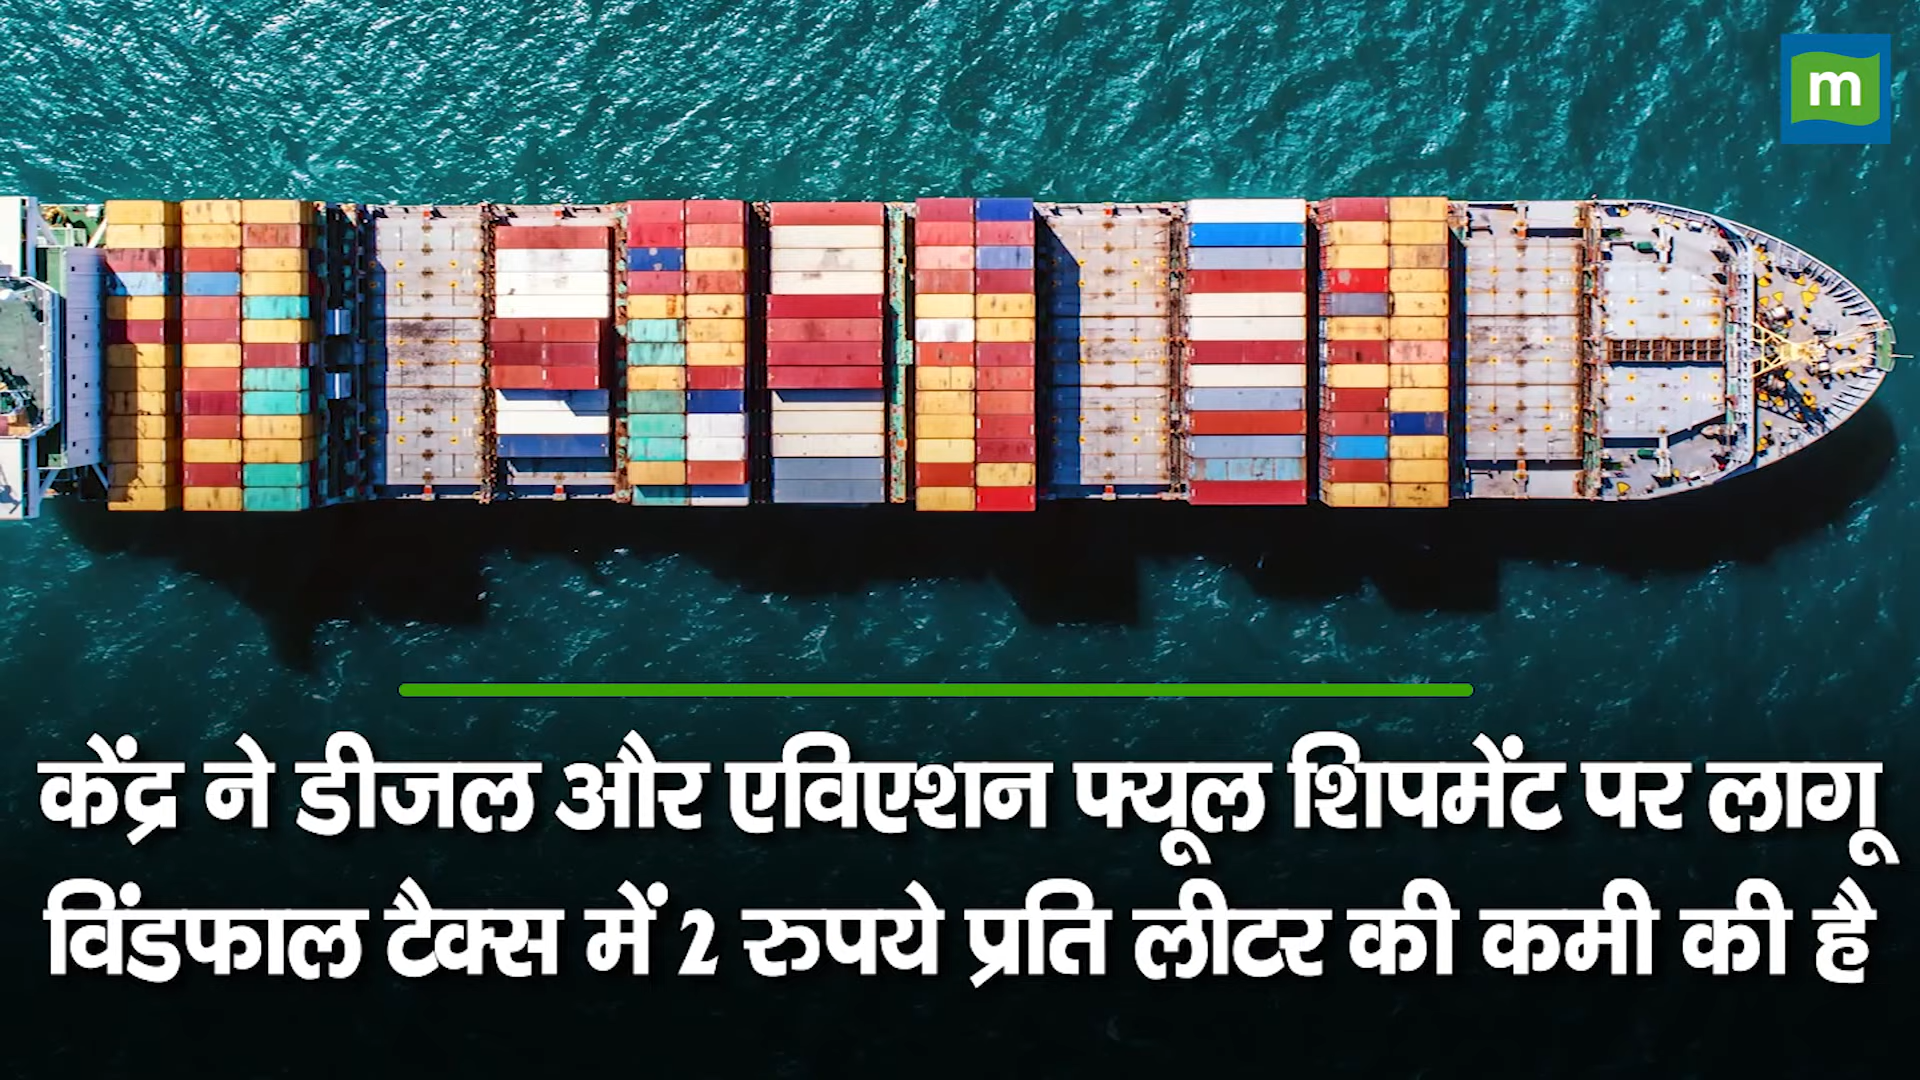 m
केंद्र ने डीजल और एविएशन फ्यूल शिपमेंट पर लागू
विंडफाल टैक्स में 2 रुपये प्रति लीटर की कमी की है